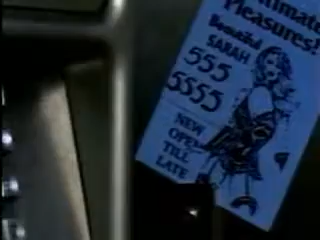 Ultimate
Pleasures!
Beautiful
SARAH
555
5555
NEW
OPEN
TILL
LATE